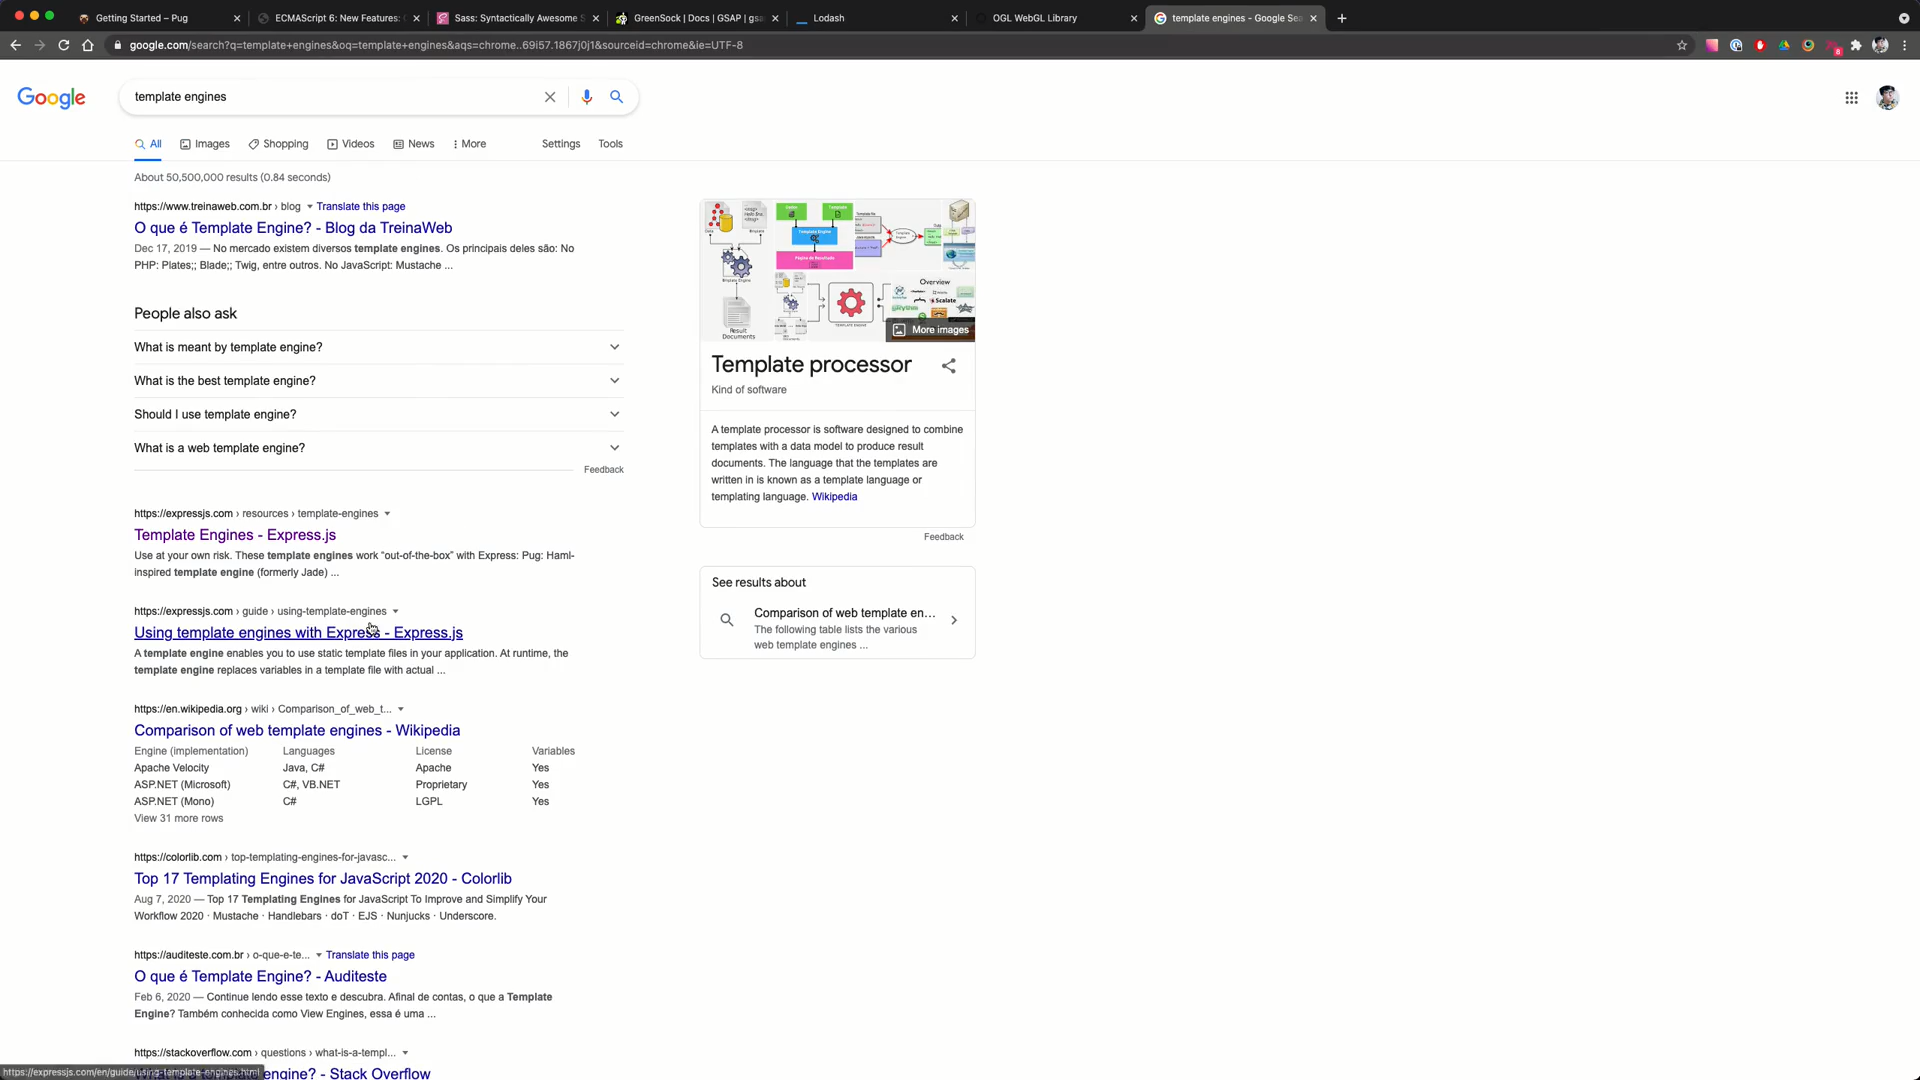 Getting Started – Pug
ECMAScript 6: New Features:
Sass: Syntactically Awesome S
GreenSock | Docs | GSAP | gsa
Lodash
OGL WebGL Library
template engines - Google Sea
google.com/search?q=template+engines&oq=template+engines&aqs=chrome..69i57.1867j0j1&sourceid=chrome&ie=UTF-8
8
Google
template engines
All
Images
Shopping
Videos
News
More
Settings
Tools
About 50,500,000 results (0.84 seconds)
https://www.treinaweb.com.br › blog
Translate this page
O que é Template Engine? - Blog da TreinaWeb
Dec 17, 2019 — No mercado existem diversos template engines. Os principais deles são: No
PHP: Plates;; Blade;; Twig, entre outros. No JavaScript: Mustache ...
People also ask
What is meant by template engine?
What is the best template engine?
Should I use template engine?
What is a web template engine?
Feedback
https://expressjs.com › resources › template-engines
Template Engines - Express.js
Use at your own risk. These template engines work “out-of-the-box” with Express: Pug: Haml-
inspired template engine (formerly Jade) ...
https://expressjs.com › guide › using-template-engines
Using template engines with Express - Express.js
A template engine enables you to use static template files in your application. At runtime, the
template engine replaces variables in a template file with actual ...
https://en.wikipedia.org › wiki › Comparison_of_web_t...
Comparison of web template engines - Wikipedia
Engine (implementation) Languages License Variables
Apache Velocity Java, C# Apache Yes
ASP.NET (Microsoft) C#, VB.NET Proprietary Yes
ASP.NET (Mono) C# LGPL Yes
View 31 more rows
https://colorlib.com › top-templating-engines-for-javasc...
Top 17 Templating Engines for JavaScript 2020 - Colorlib
Aug 7, 2020 — Top 17 Templating Engines for JavaScript To Improve and Simplify Your
Workflow 2020 · Mustache · Handlebars · doT · EJS · Nunjucks · Underscore.
https://auditeste.com.br › o-que-e-te...
Translate this page
O que é Template Engine? - Auditeste
Feb 6, 2020 — Continue lendo esse texto e descubra. Afinal de contas, o que a Template
Engine? Também conhecida como View Engines, essa é uma ...
https://stackoverflow.com › questions › what-is-a-templ...
engine? - Stack Overflow
https://expressjs.com/en/guide/using-template-engines.html
Result
Documents
Overview
More images
Template processor
Kind of software
A template processor is software designed to combine
templates with a data model to produce result
documents. The language that the templates are
written in is known as a template language or
templating language. Wikipedia
Feedback
See results about
Comparison of web template en...
The following table lists the various
web template engines ...